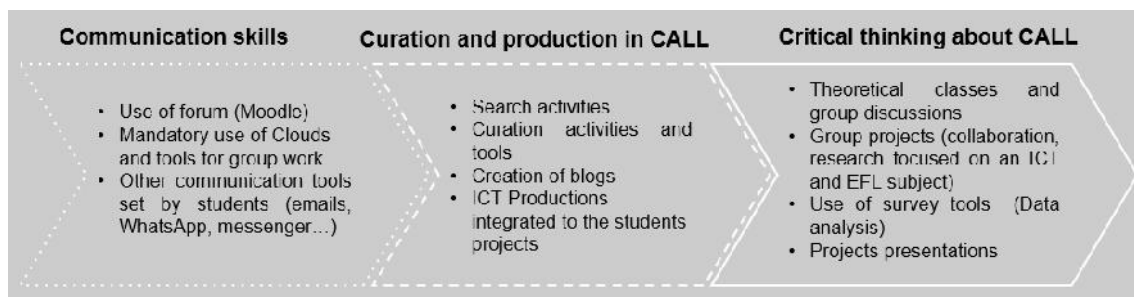 Communication skills
• Use of forum (Moodle)
• Mandatory use of Clouds
and tools for group work
• Other communication tools
set by students (emails,
WhatsApp, messenger…)
Curation and production in CALL
• Search activities
• Curation activities and
tools
• Creation of blogs
• ICT Productions
integrated to the students
projects
Critical thinking about CALL
• Theoretical classes and
group discussions
• Group projects (collaboration,
research focused on an ICT
and EFL subject)
• Use of survey tools (Data
analysis)
• Projects presentations